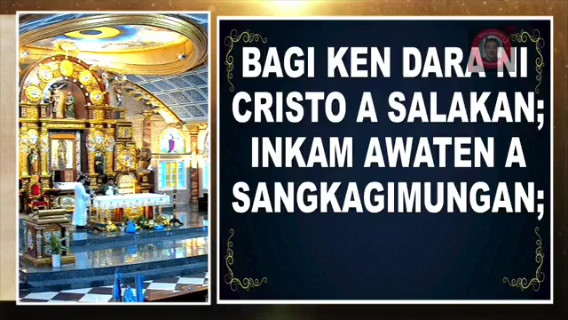 BAGI KEN DARA NI
CRISTO A SALAKAN;
INKAM AWATEN A
SANGKAGIMUNGAN;